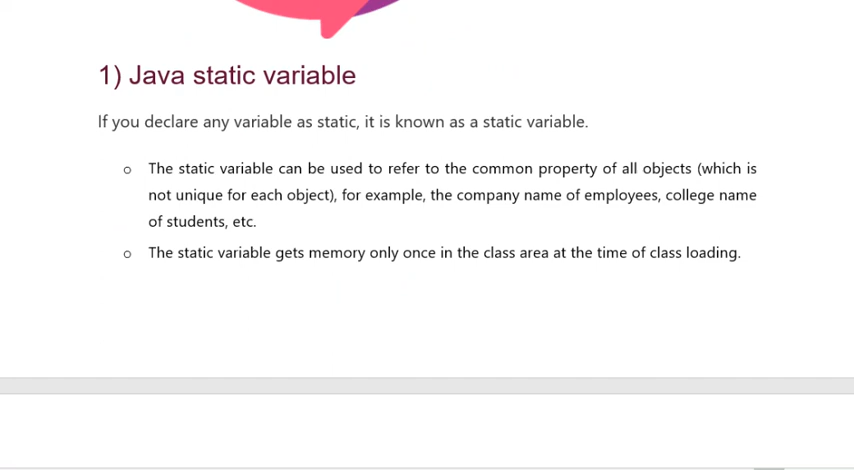 1) Java static variable
If you declare any variable as static, it is known as a static variable.
o The static variable can be used to refer to the common property of all objects (which is
not unique for each object), for example, the company name of employees, college name
of students, etc.
o The static variable gets memory only once in the class area at the time of class loading.